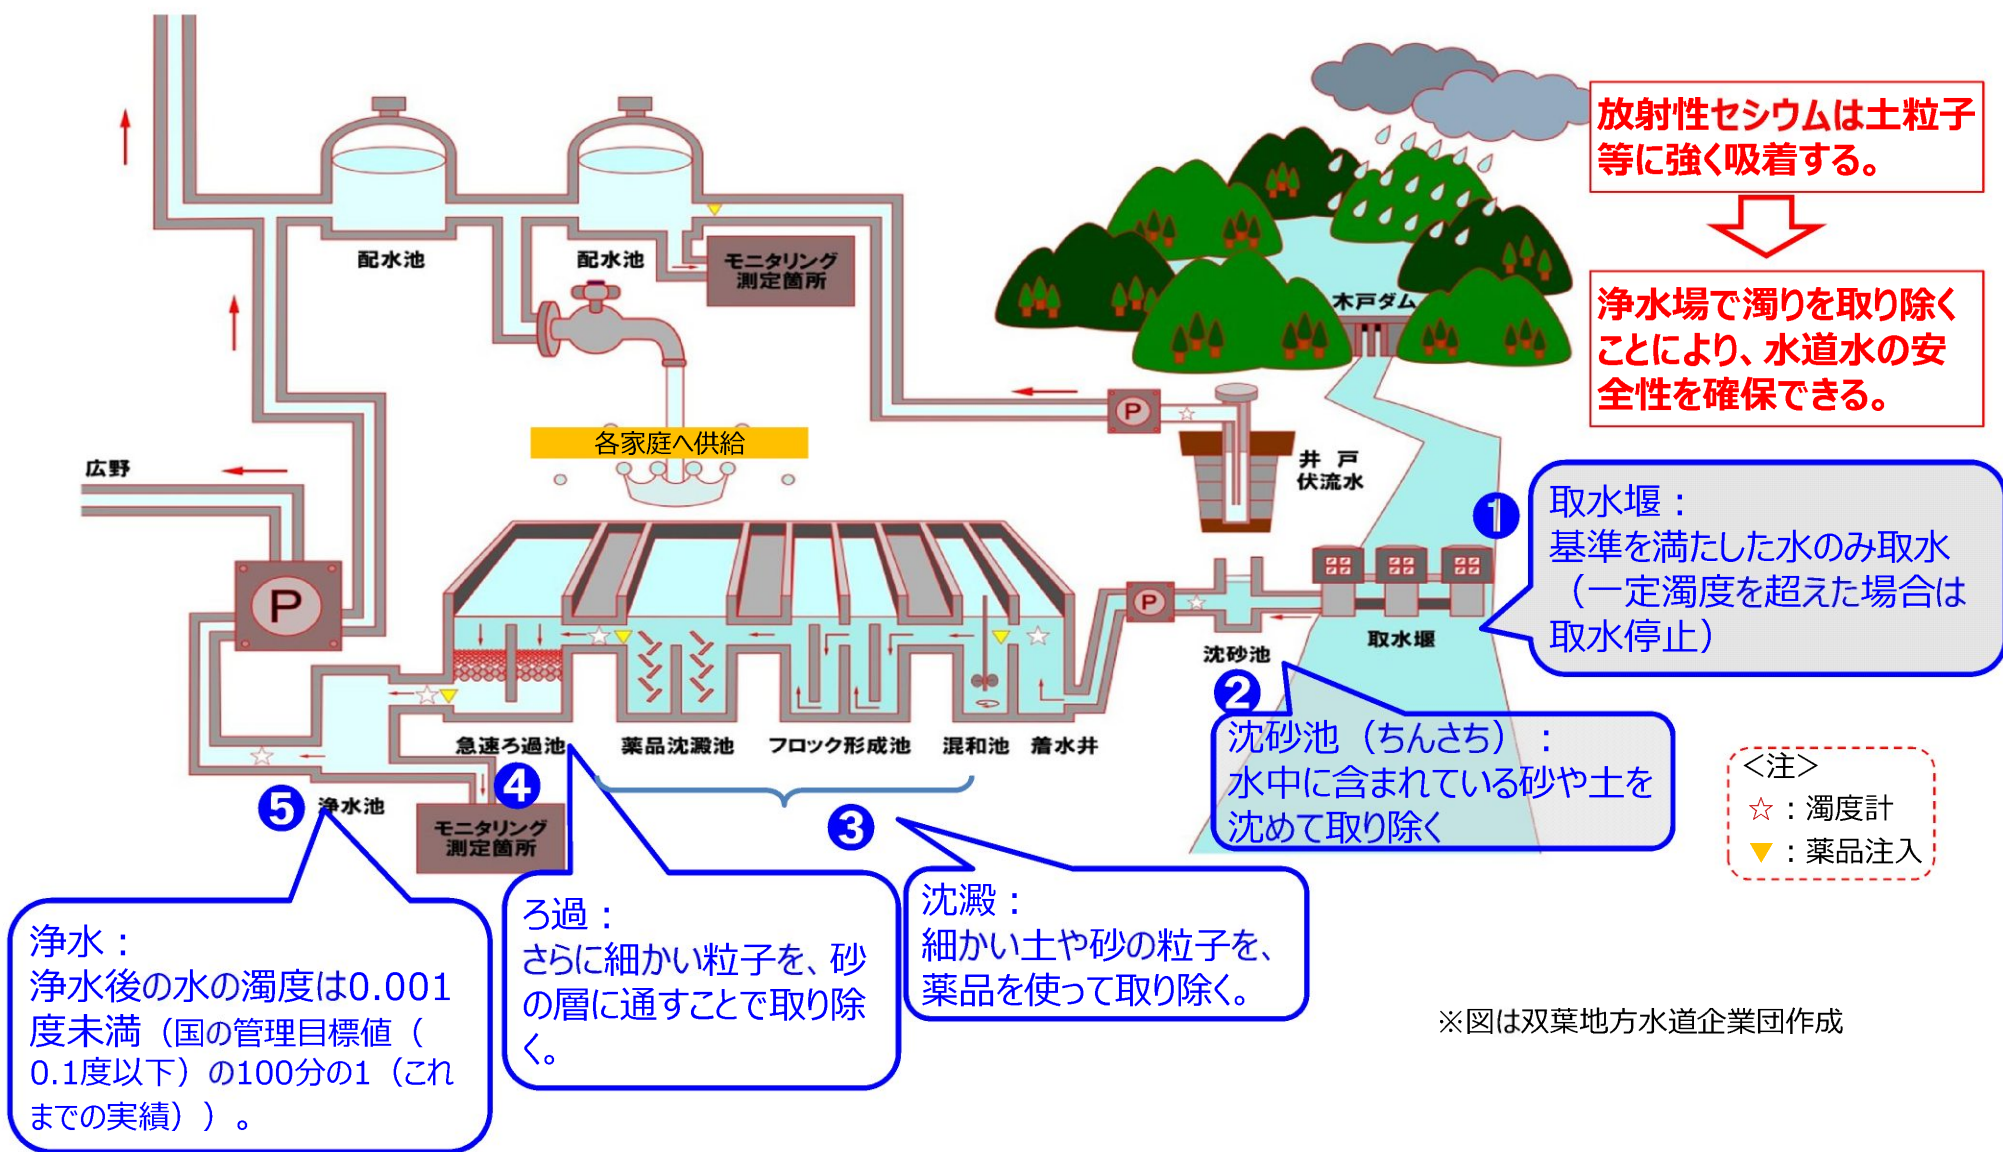 放射性セシウムは土粒子
等に強く吸着する。
浄水場で濁りを取り除く
ことにより、水道水の安
全性を確保できる。
配水池
配水池
モニタリング
測定箇所
木戸ダム
P
各家庭へ供給
井戸
伏流水
広野
P
P
1
取水堰：
基準を満たした水のみ取水
（一定濁度を超えた場合は
取水停止）
取水堰
沈砂池
2
沈砂池（ちんさち）：
水中に含まれている砂や土を
沈めて取り除く
急速ろ過池
薬品沈澱池
フロック形成池
混和池
着水井
4
3
5
浄水池
モニタリング
測定箇所
<注>
☆：濁度計
▼：薬品注入
浄水：
浄水後の水の濁度は0.001
度未満（国の管理目標値（
0.1度以下）の100分の1（これ
までの実績））。
ろ過：
さらに細かい粒子を、砂
の層に通すことで取り除
く。
沈澱：
細かい土や砂の粒子を、
薬品を使って取り除く。
※図は双葉地方水道企業団作成